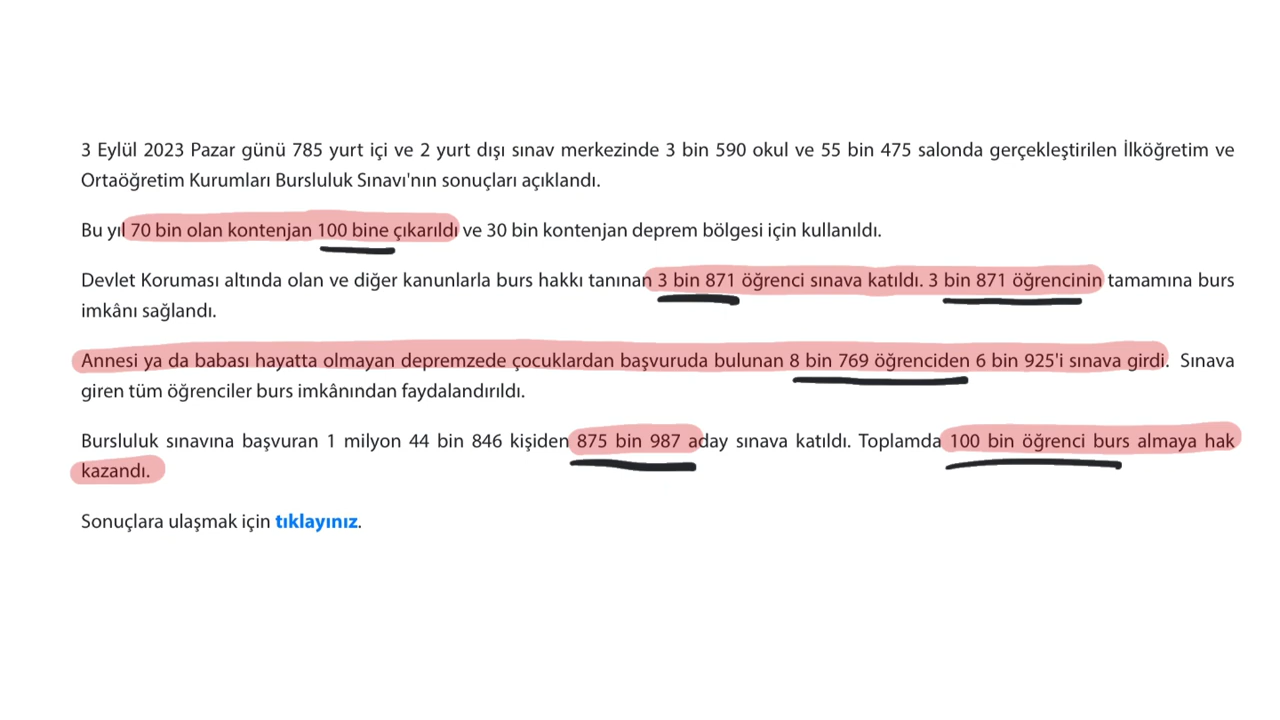 3 Eylül 2023 Pazar günü 785 yurt içi ve 2 yurt dışı sınav merkezinde 3 bin 590 okul ve 55 bin 475 salonda gerçekleştirilen İlköğretim ve
Ortaöğretim Kurumları Bursluluk Sınavı'nın sonuçları açıklandı.
Bu yıl 70 bin olan kontenjan 100 bine çıkarıldı ve 30 bin kontenjan deprem bölgesi için kullanıldı.
Devlet Koruması altında olan ve diğer kanunlarla burs hakkı tanınan 3 bin 871 öğrenci sınava katıldı. 3 bin 871 öğrencinin tamamına burs
imkânı sağlandı.
Annesi ya da babası hayatta olmayan depremzede çocuklardan başvuruda bulunan 8 bin 769 öğrenciden 6 bin 925'i sınava girdi. Sınava
giren tüm öğrenciler burs imkânından faydalandırıldı.
Bursluluk sınavına başvuran 1 milyon 44 bin 846 kişiden 875 bin 987 aday sınava katıldı. Toplamda 100 bin öğrenci burs almaya hak
kazandı.
Sonuçlara ulaşmak için tıklayınız.